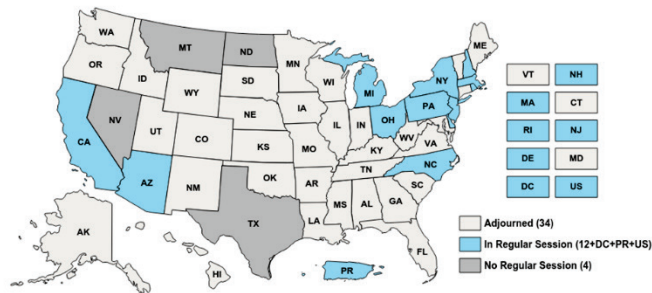 WA
MT
ND
MN
ME
OR
ID
SD
WI
NY
WY
MI
VT
NH
NV
NE
IA
PA
MA
CT
CA
UT
CO
IL
IN
OH
RI
NJ
KS
MO
KY
WV
VA
DE
MD
AZ
NM
OK
AR
TN
NC
DC
US
TX
LA
MS
AL
GA
SC
AK
HI
PR
FL
Adjourned (34)
In Regular Session (12+DC+PR+US)
No Regular Session (4)